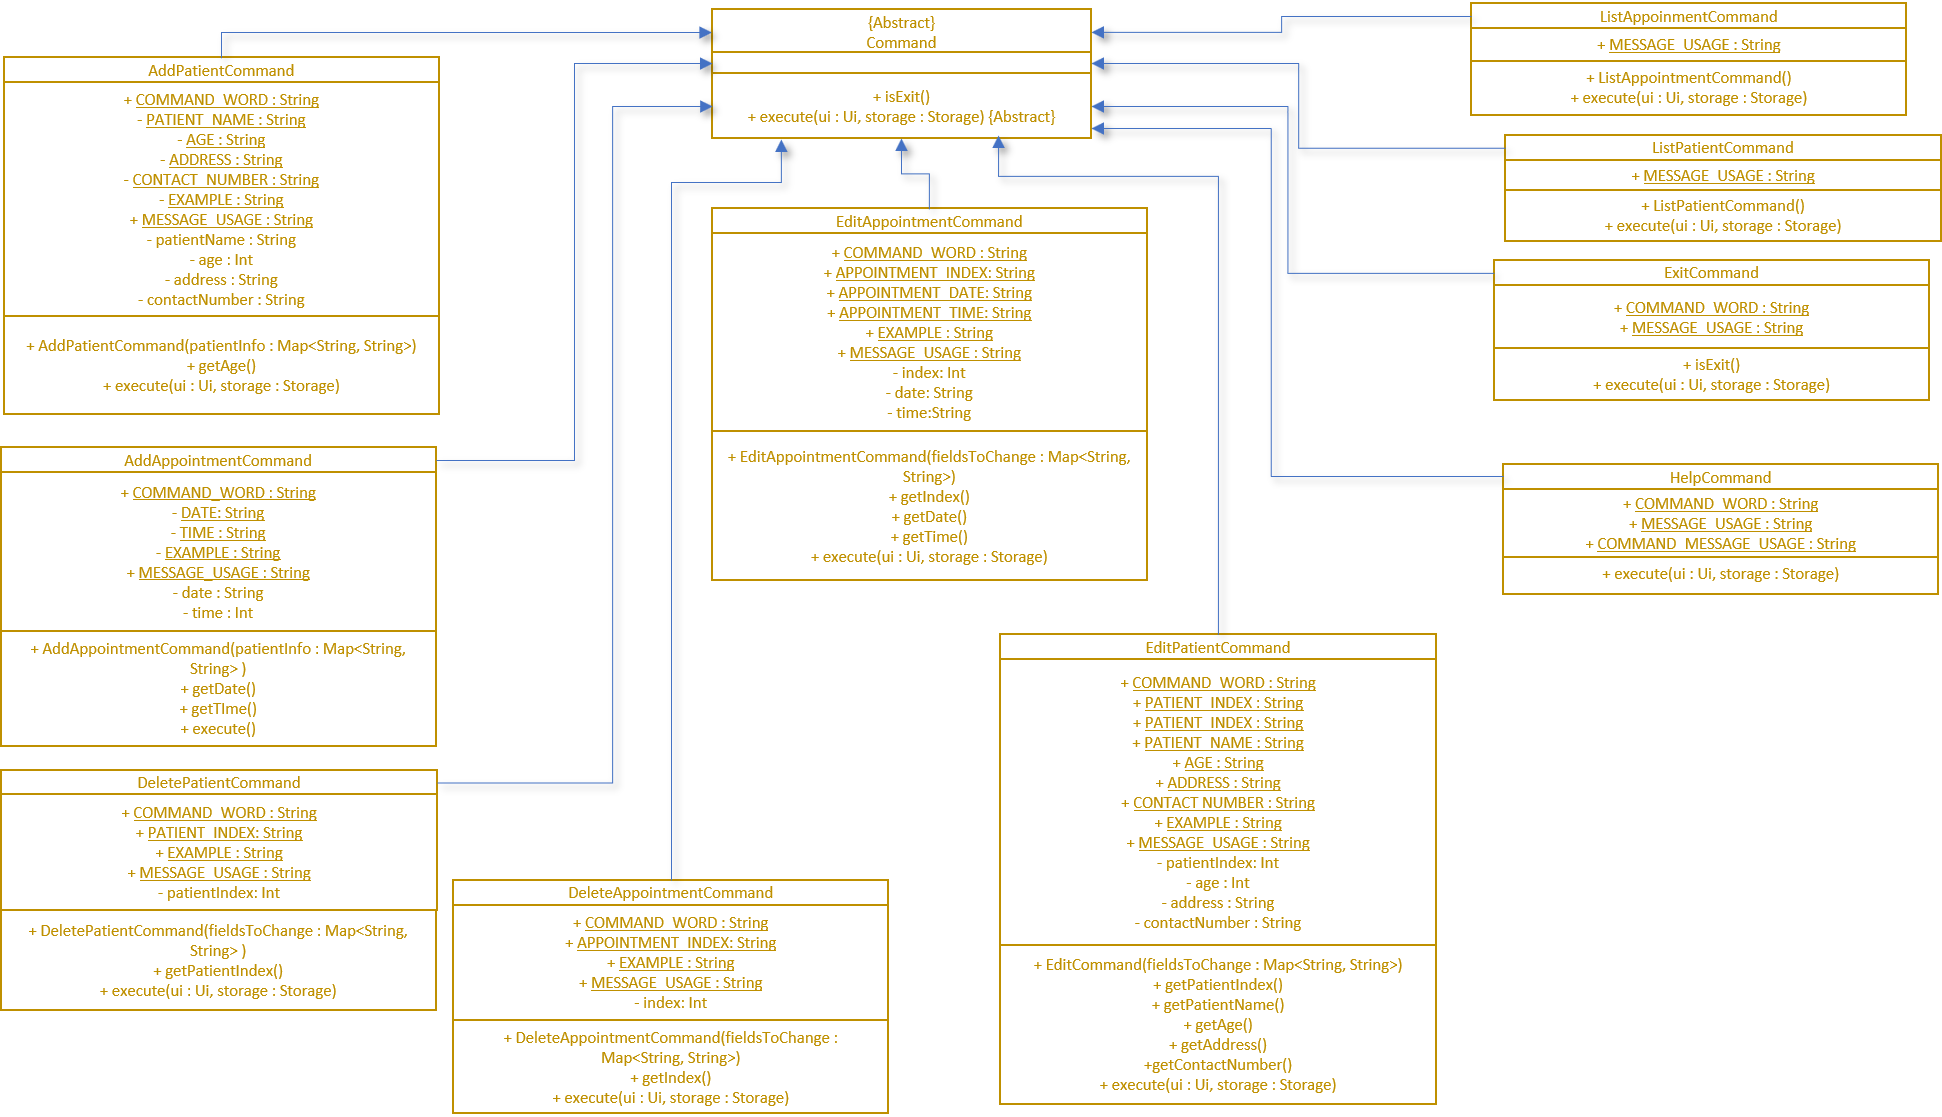 {Abstract}
Command
+ isExit()
+ execute(ui : Ui, storage : Storage) {Abstract}
AddPatientCommand
+ COMMAND_WORD : String
- PATIENT_NAME : String
- AGE : String
- ADDRESS : String
- CONTACT_NUMBER : String
- EXAMPLE : String
+ MESSAGE_USAGE : String
- patientName : String
- age : Int
- address : String
- contactNumber : String
+ AddPatientCommand(patientInfo : Map<String, String>)
+ getAge()
+ execute(ui : Ui, storage : Storage)
AddAppointmentCommand
+ COMMAND_WORD : String
- DATE: String
- TIME : String
- EXAMPLE : String
+ MESSAGE_USAGE : String
- date : String
- time : Int
+ AddAppointmentCommand(patientInfo : Map<String,
String> )
+ getDate()
+ getTIme()
+ execute()
DeletePatientCommand
+ COMMAND_WORD : String
+ PATIENT_INDEX: String
+ EXAMPLE : String
+ MESSAGE_USAGE : String
- patientIndex: Int
+ DeletePatientCommand(fieldsToChange : Map<String,
String> )
+ getPatientIndex()
+ execute(ui : Ui, storage : Storage)
DeleteAppointmentCommand
+ COMMAND_WORD : String
+ APPOINTMENT_INDEX: String
+ EXAMPLE : String
+ MESSAGE_USAGE : String
- index: Int
+ DeleteAppointmentCommand(fieldsToChange :
Map<String, String>)
+ getIndex()
+ execute(ui : Ui, storage : Storage)
EditAppointmentCommand
+ COMMAND_WORD : String
+ APPOINTMENT_INDEX: String
+ APPOINTMENT_DATE: String
+ APPOINTMENT_TIME: String
+ EXAMPLE : String
+ MESSAGE_USAGE : String
- index: Int
- date: String
- time:String
+ EditAppointmentCommand(fieldsToChange : Map<String,
String>)
+ getIndex()
+ getDate()
+ getTime()
+ execute(ui : Ui, storage : Storage)
EditPatientCommand
+ COMMAND_WORD : String
+ PATIENT_INDEX : String
+ PATIENT_INDEX : String
+ PATIENT_NAME : String
+ AGE : String
+ ADDRESS : String
+ CONTACT NUMBER : String
+ EXAMPLE : String
+ MESSAGE_USAGE : String
- patientIndex: Int
- age : Int
- address : String
- contactNumber : String
+ EditCommand(fieldsToChange : Map<String, String>)
+ getPatientIndex()
+ getPatientName()
+ getAge()
+ getAddress()
+getContactNumber()
+ execute(ui : Ui, storage : Storage)
ListAppoinmentCommand
+ MESSAGE_USAGE : String
+ ListAppointmentCommand()
+ execute(ui : Ui, storage : Storage)
ListPatientCommand
+ MESSAGE_USAGE : String
+ ListPatientCommand()
+ execute(ui : Ui, storage : Storage)
ExitCommand
+ COMMAND_WORD : String
+ MESSAGE_USAGE : String
+ isExit()
+ execute(ui : Ui, storage : Storage)
HelpCommand
+ COMMAND_WORD : String
+ MESSAGE_USAGE : String
+ COMMAND_MESSAGE_USAGE : String
+ execute(ui : Ui, storage : Storage)